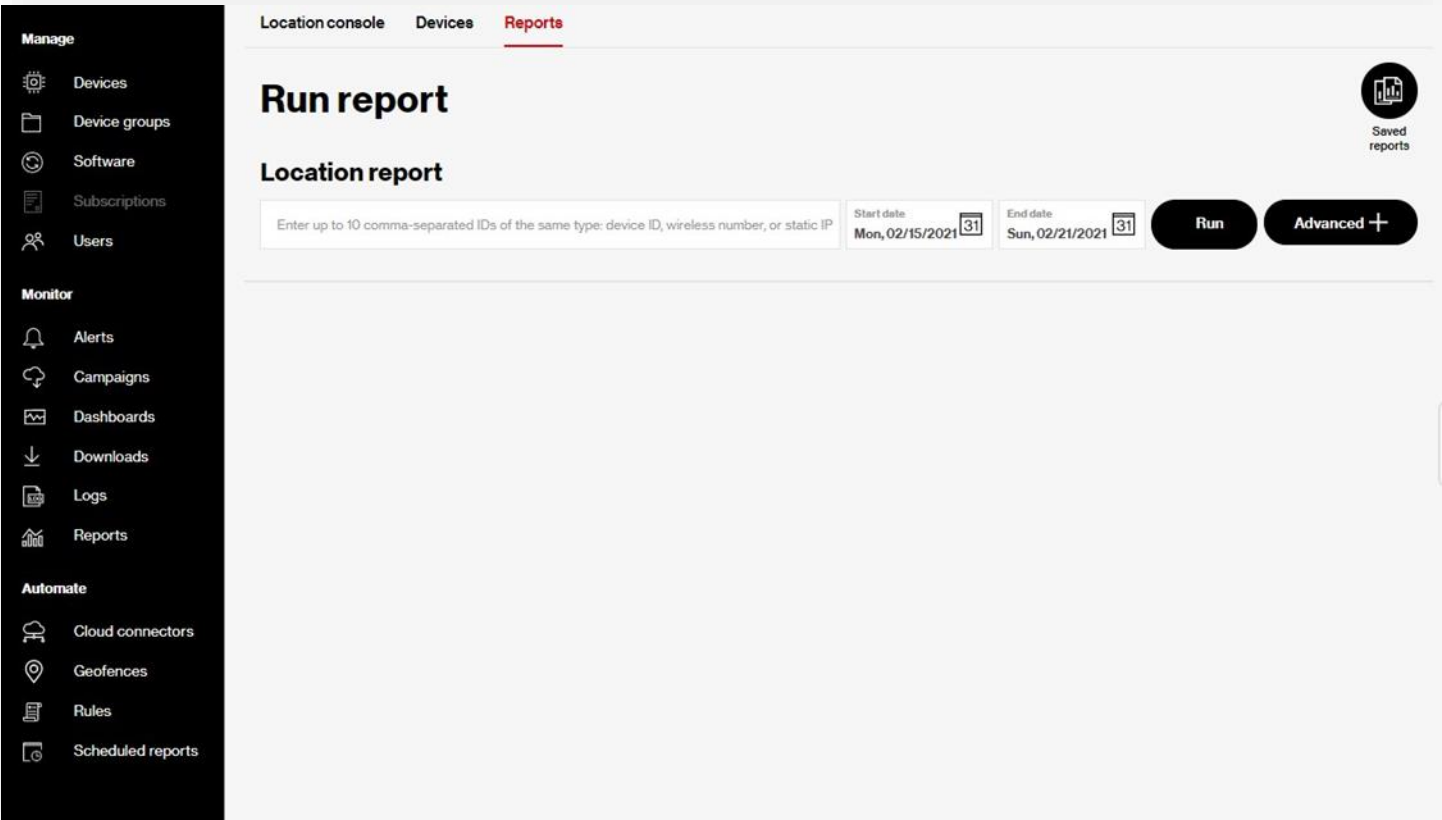 Manage
Devices
Device groups
Software
Subscriptions
Users
Monitor
Alerts
Campaigns
Dashboards
Downloads
Logs
Reports
Automate
Cloud connectors
Geofences
Rules
Scheduled reports
Location console Devices Reports
Run report
Saved
reports
Location report
Enter up to 10 comma-separated IDs of the same type: device ID, wireless number, or static IP
Start date
Mon, 02/15/2021 31
End date
Sun, 02/21/2021 31
Run
Advanced +